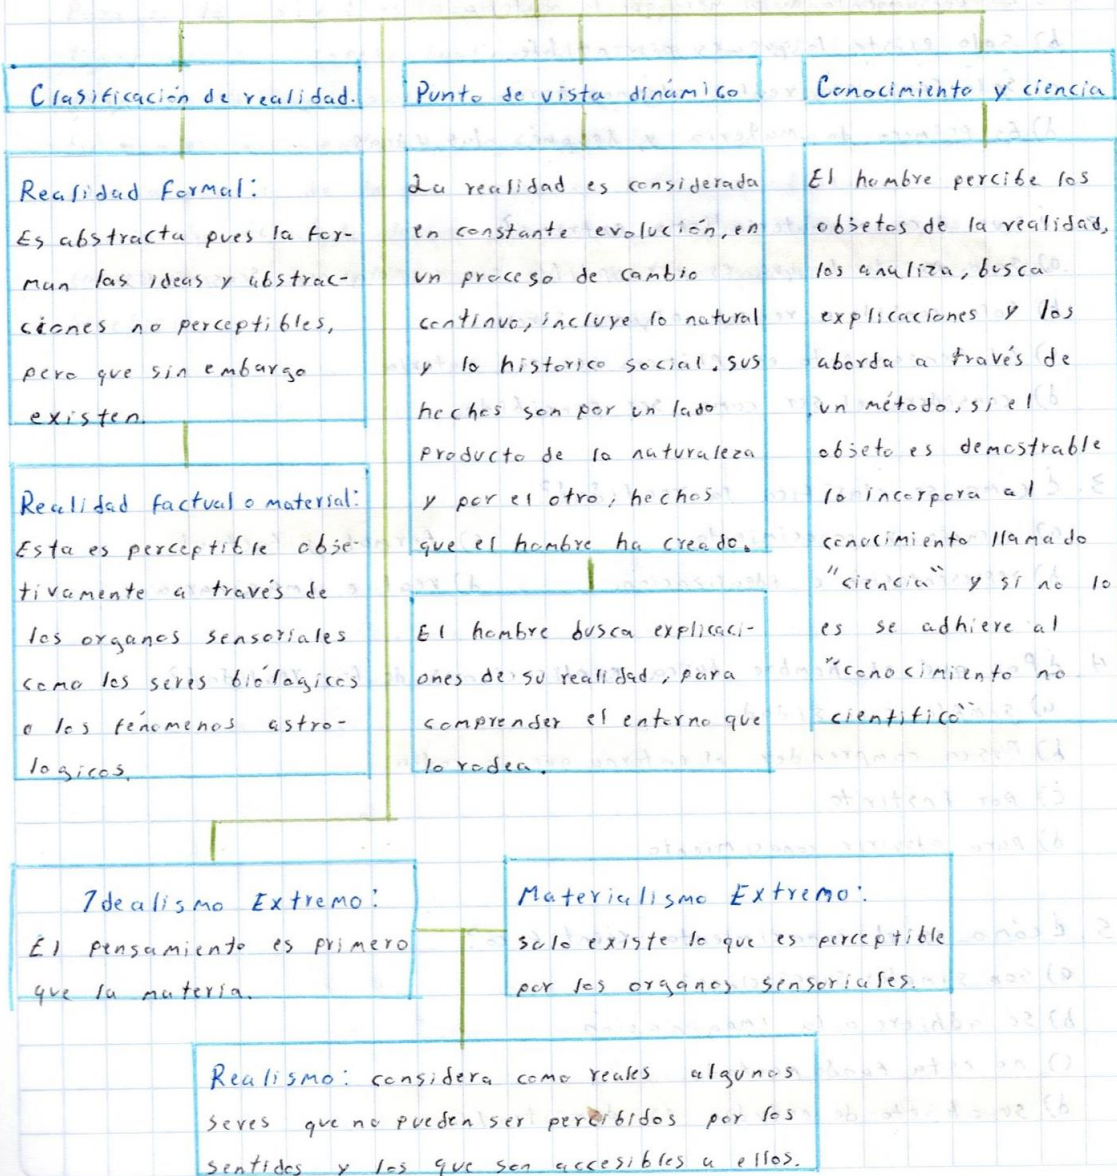 Clasificación de realidad.
Realidad formal:
Es abstracta pues la for-
man las ideas y abstrac-
ciones no perceptibles,
pero que sin embargo
existen.
Realidad factual o material:
Esta es perceptible obje-
tivamente a través de
los organos sensoriales
como los seres biólogicos
o los fenómenos astro-
logicos.
Punto de vista dinámico
La realidad es considerada
en constante evolución, en
un proceso de cambio
continuo, incluye lo natural
y lo historico social. sus
hechos son por un lado
producto de la naturaleza
y por el otro, hechos
que el hombre ha creado.
El hombre busca explicaci-
ones de su realidad, para
comprender el entorno que
lo rodea.
Conocimiento y ciencia
El hombre percibe los
objetos de la realidad,
los analiza, busca
explicaciones y los
aborda a través de
un método, si el
objeto es demostrable
lo incorpora al
conocimiento llamado
"ciencia" y si no lo
es se adhiere al
"conocimiento no
cientifico"
Idealismo Extremo:
El pensamiento es primero
que la materia.
Materialismo Extremo:
solo existe lo que es perceptible
por los organos sensoriales.
Realismo: considera como reales algunos
seres que no pueden ser percibidos por los
sentidos y los que son accesibles a ellos.